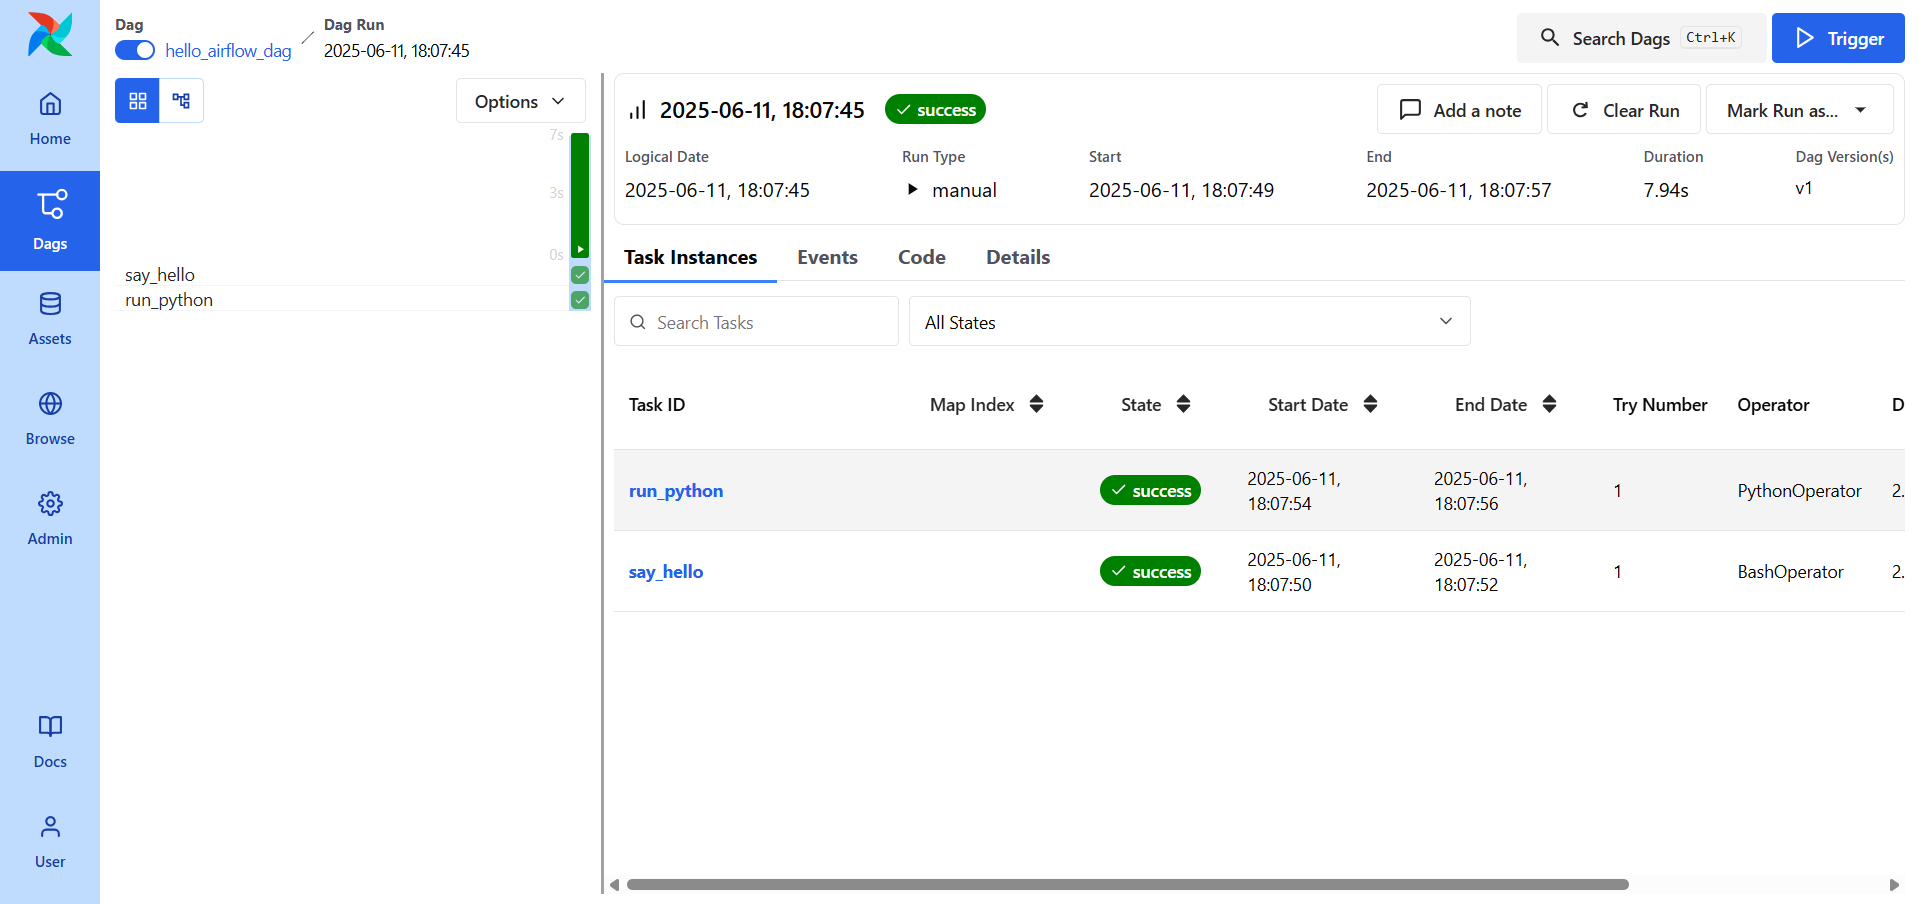 Dag
hello_airflow_dag
Dag Run
2025-06-11, 18:07:45
Search Dags Ctrl+K
Trigger
Home
Dags
Assets
Browse
Admin
Docs
User
Options
7s
3s
0s
say_hello
run_python
2025-06-11, 18:07:45 success
Add a note
Clear Run
Mark Run as...
Logical Date Run Type Start End Duration Dag Version(s)
2025-06-11, 18:07:45 manual 2025-06-11, 18:07:49 2025-06-11, 18:07:57 7.94s v1
Task Instances Events Code Details
Search Tasks
All States
Task ID Map Index State Start Date End Date Try Number Operator D
run_python success 2025-06-11, 18:07:54 2025-06-11, 18:07:56 1 PythonOperator 2.
say_hello success 2025-06-11, 18:07:50 2025-06-11, 18:07:52 1 BashOperator 2.